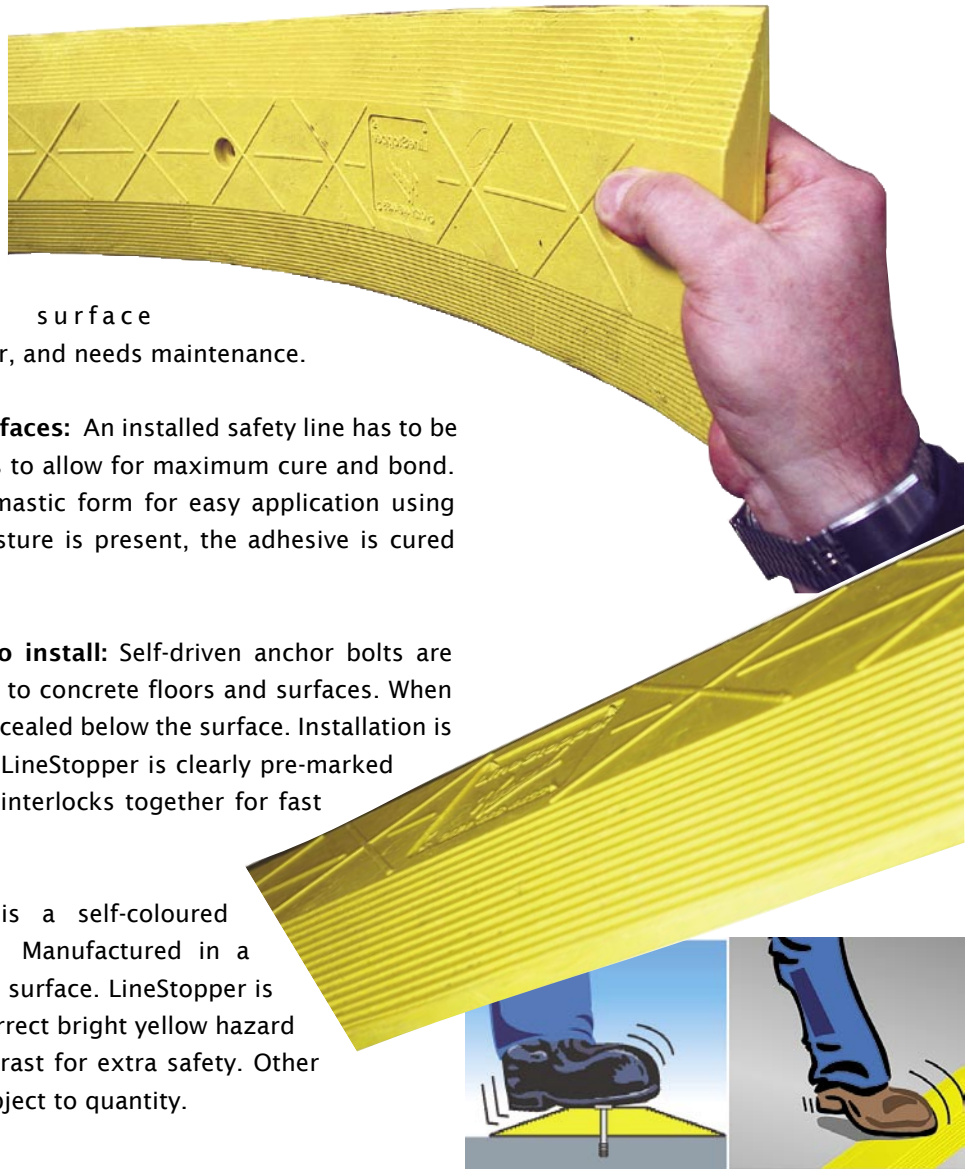 surface
r, and needs maintenance.
faces: An installed safety line has to be
s to allow for maximum cure and bond.
mastic form for easy application using
sture is present, the adhesive is cured
o install: Self-driven anchor bolts are
to concrete floors and surfaces. When
cealed below the surface. Installation is
LineStopper is clearly pre-marked
interlocks together for fast
is a self-coloured
Manufactured in a
surface. LineStopper is
rrect bright yellow hazard
rast for extra safety. Other
ject to quantity.
LineStopper
LineStopper